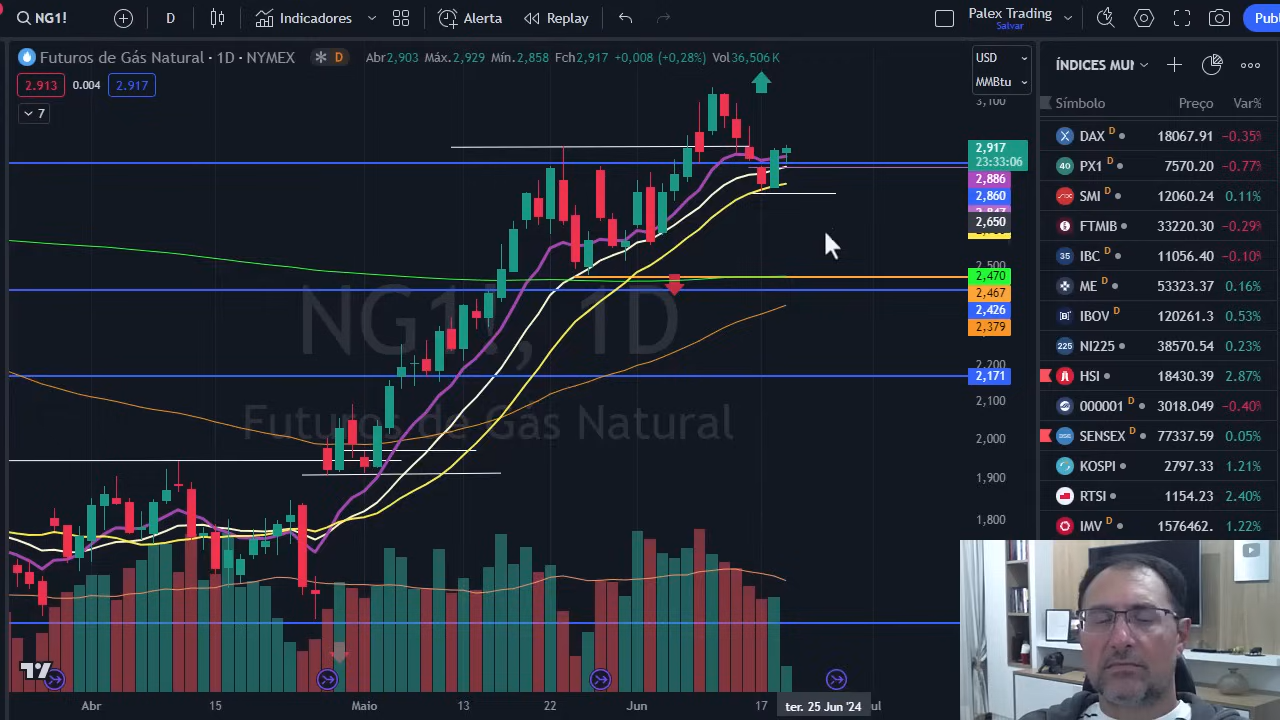 NG1!
D
Indicadores
Alerta
Replay
Palex Trading
Salvar
Publ
Futuros de Gás Natural · 1D · NYMEX
D
Abr2,903 Máx.2,929 Mín.2,858 Fch2,917 +0,008 (+0,28%) Vol36,506 K
2.913
0.004
2.917
7
USD
MMBtu
3,100
2,917
23:33:06
2,886
2,860
2,650
2,500
2,470
2,467
2,426
2,379
2,200
2,171
2,100
2,000
1,900
1,800
NG1!, 1D
Futuros de Gás Natural
Abr
15
Maio
13
22
Jun
17
ter. 25 Jun '24
ul
ÍNDICES MUN
Símbolo Preço Var%
DAX D 18067.91 −0.35%
40 PX1 7570.20 −0.77%
SMI D 12060.24 0.11%
FTMIB 33220.30 −0.29%
35 IBC D 11056.40 −0.10%
ME D 53323.37 0.16%
IBOV D 120261.3 0.53%
225 NI225 38570.54 0.23%
HSI 18430.39 2.87%
000001 D 3018.049 −0.40%
SENSEX D 77337.59 0.05%
KOSPI 2797.33 1.21%
RTSI 1154.23 2.40%
IMV D 1576462. 1.22%